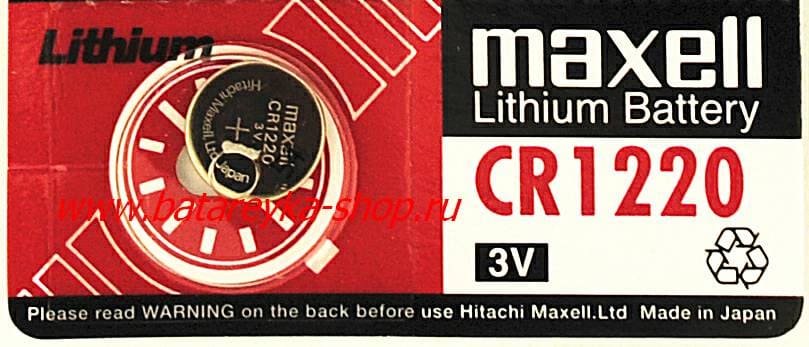 Lithium
maxell
Lithium Battery
CR1220
3V
maxell
Hitachi Maxell,Ltd
CR1220
3V
+
Japan
www.batareyka-shop.ru
Please read WARNING on the back before use Hitachi Maxell.Ltd Made in Japan